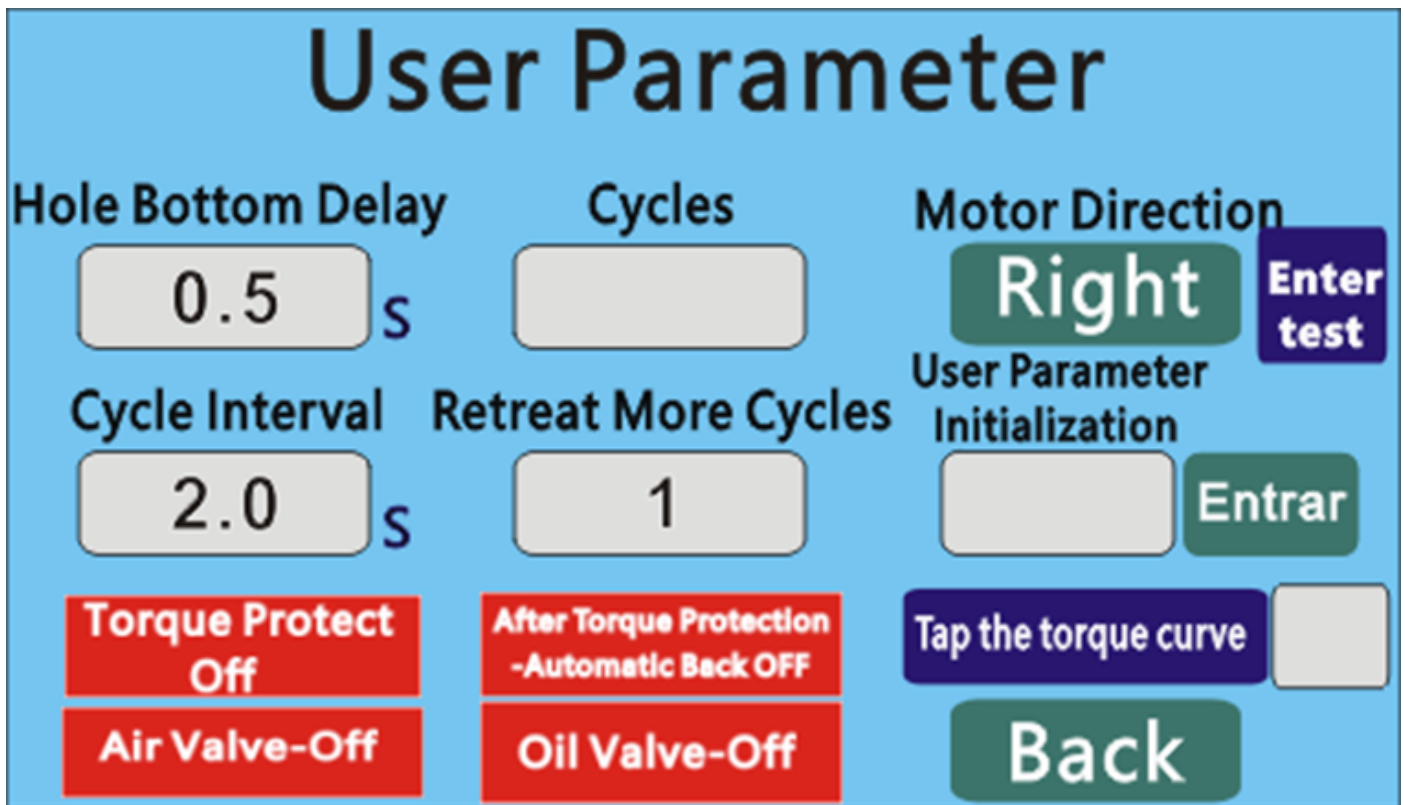 User Parameter
Hole Bottom Delay
Cycles
Motor Direction
0.5 S
Right
Enter
test
Cycle Interval
Retreat More Cycles
User Parameter
Initialization
2.0 S
1
Entrar
Torque Protect
Off
After Torque Protection
-Automatic Back OFF
Tap the torque curve
Air Valve-Off
Oil Valve-Off
Back